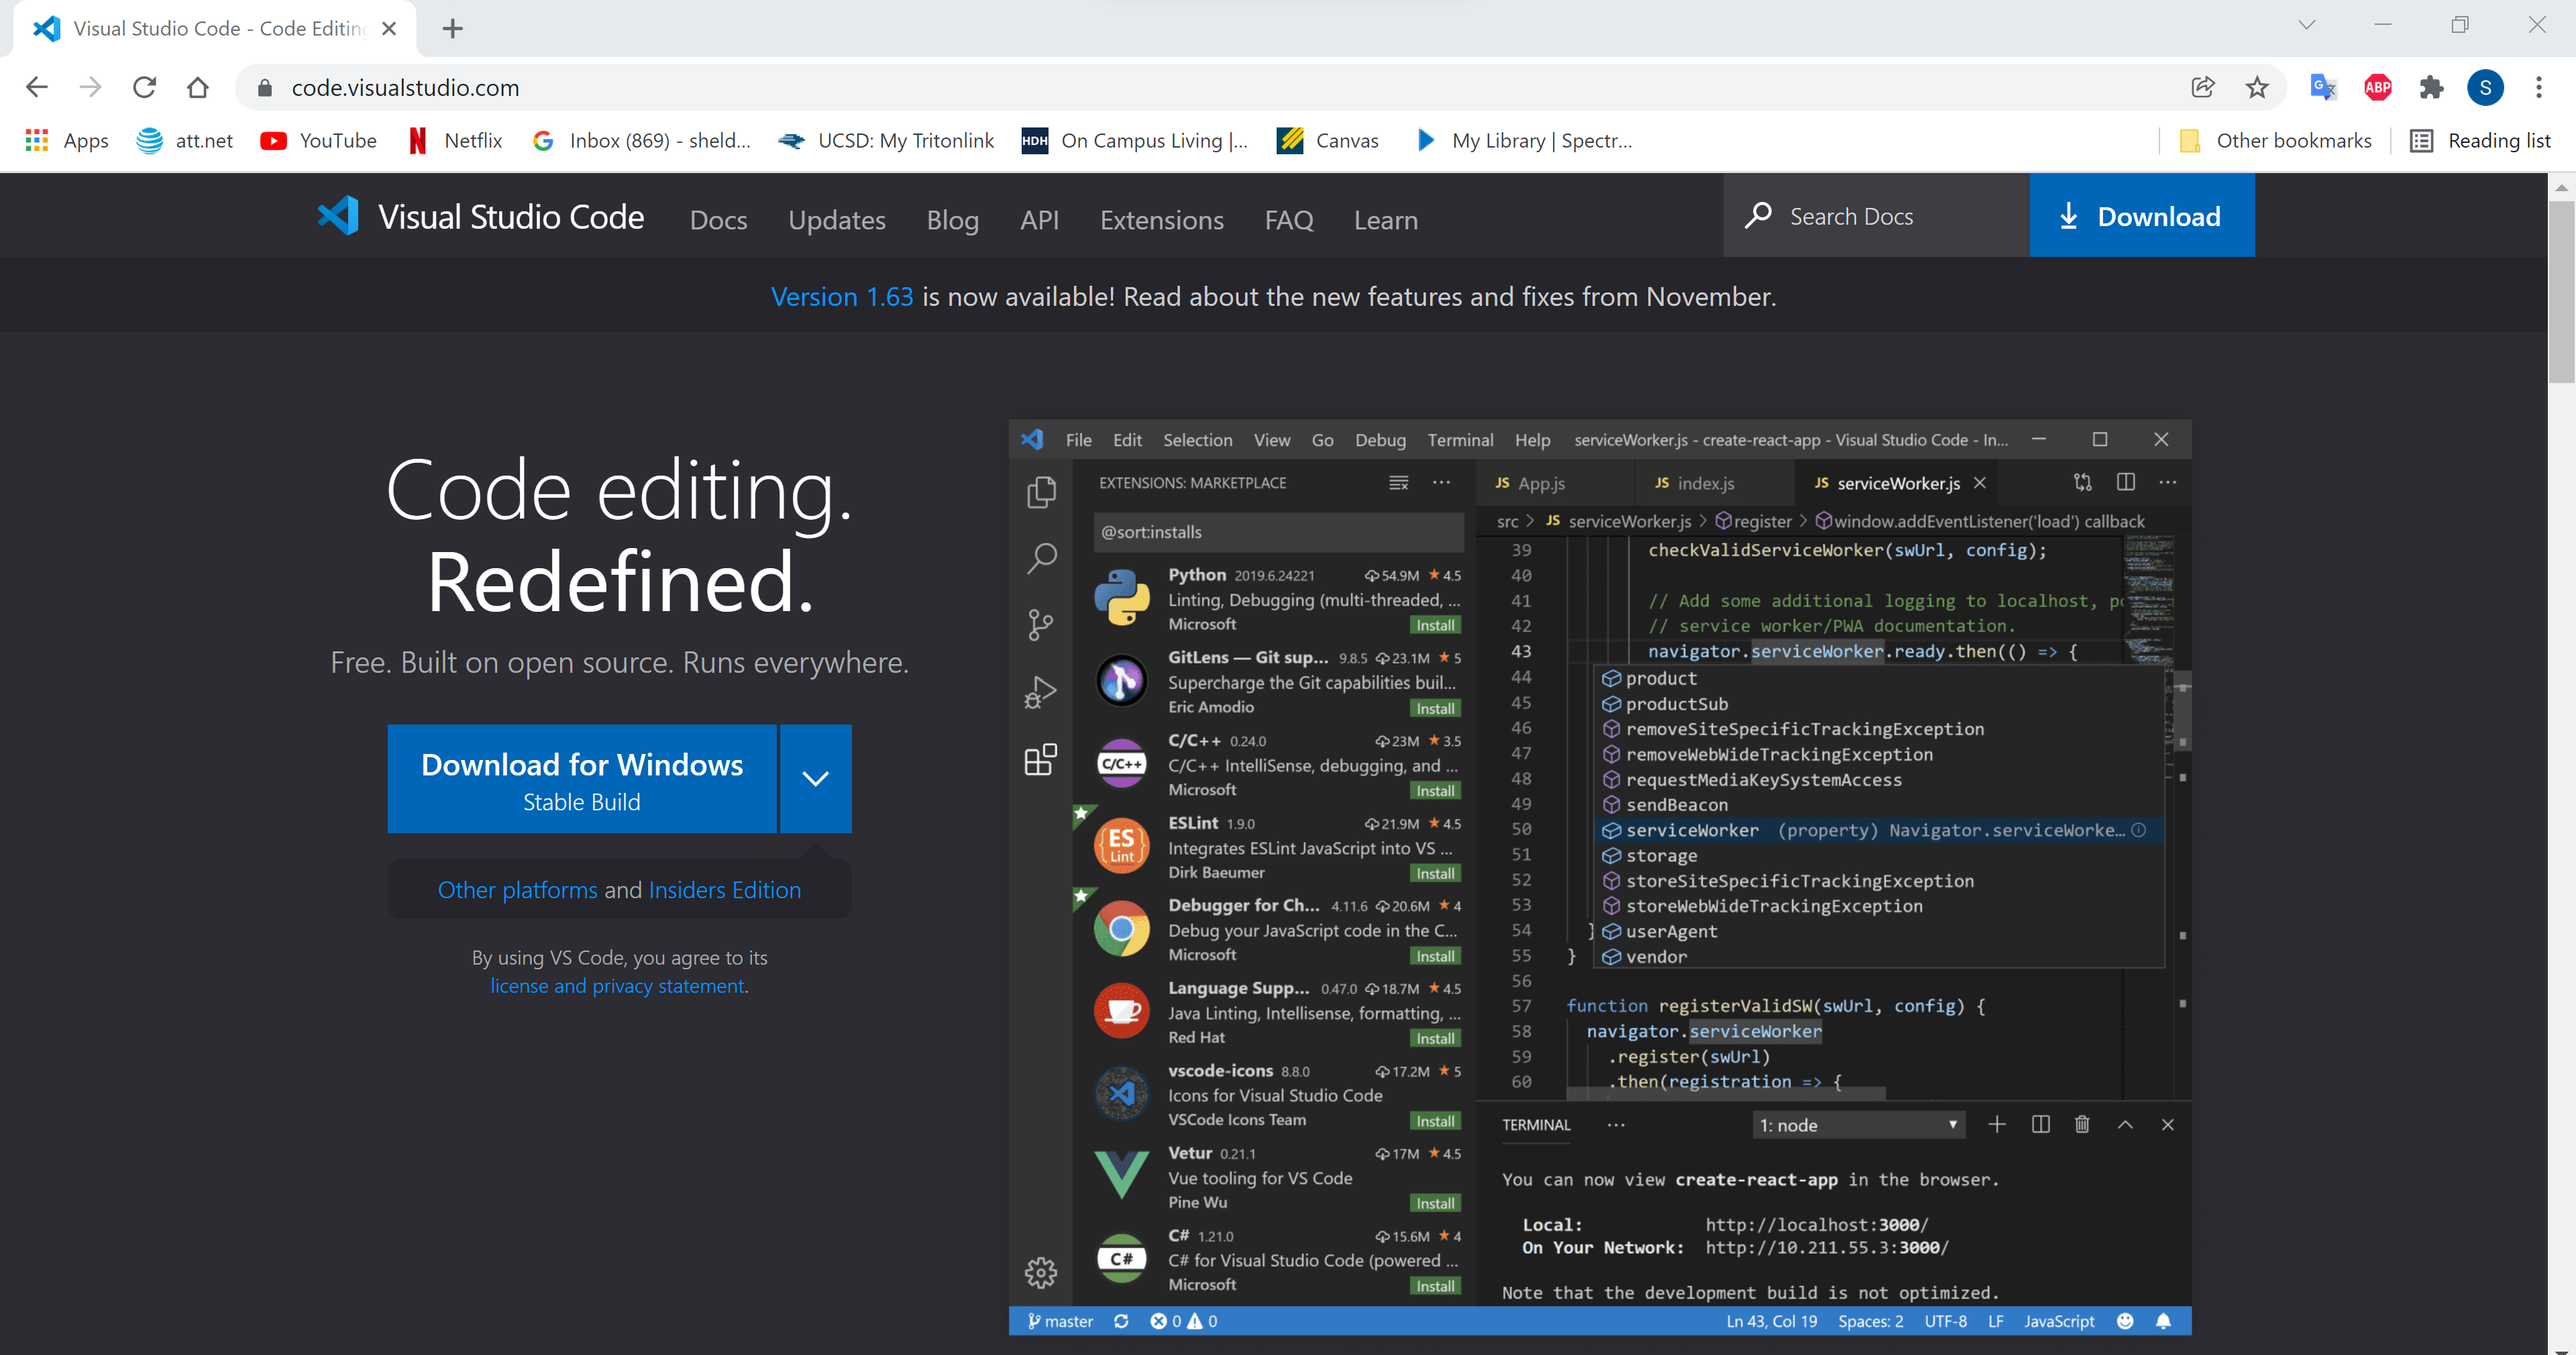 Visual Studio Code - Code Editing
code.visualstudio.com
ABP
S
Apps att.net YouTube Netflix Inbox (869) - sheld... UCSD: My Tritonlink HDH On Campus Living |... Canvas My Library | Spectr... Other bookmarks Reading list
Visual Studio Code Docs Updates Blog API Extensions FAQ Learn Search Docs Download
Version 1.63 is now available! Read about the new features and fixes from November.
Code editing.
Redefined.
Free. Built on open source. Runs everywhere.
Download for Windows
Stable Build
Other platforms and Insiders Edition
By using VS Code, you agree to its
license and privacy statement.
File Edit Selection View Go Debug Terminal Help serviceWorker.js - create-react-app - Visual Studio Code - In...
EXTENSIONS: MARKETPLACE
@sort:installs
Python 2019.6.24221 54.9M 4.5
Linting, Debugging (multi-threaded, ...
Microsoft Install
GitLens — Git sup... 9.8.5 23.1M 5
Supercharge the Git capabilities buil...
Eric Amodio Install
C/C++
C/C++ 0.24.0 23M 3.5
C/C++ IntelliSense, debugging, and ...
Microsoft Install
ES Lint
ESLint 1.9.0 21.9M 4.5
Integrates ESLint JavaScript into VS ...
Dirk Baeumer Install
Debugger for Ch... 4.11.6 20.6M 4
Debug your JavaScript code in the C...
Microsoft Install
Language Supp... 0.47.0 18.7M 4.5
Java Linting, Intellisense, formatting, ...
Red Hat Install
vscode-icons 8.8.0 17.2M 5
Icons for Visual Studio Code
VSCode Icons Team Install
Vetur 0.21.1 17M 4.5
Vue tooling for VS Code
Pine Wu Install
C#
C# 1.21.0 15.6M 4
C# for Visual Studio Code (powered ...
Microsoft Install
JS App.js JS index.js JS serviceWorker.js
src > JS serviceWorker.js > register > window.addEventListener('load') callback
39 checkValidServiceWorker(swUrl, config);
40
41 // Add some additional logging to localhost,
42 // service worker/PWA documentation.
43 navigator.serviceWorker.ready.then(() => {
44 product
45 productSub
46 removeSiteSpecificTrackingException
47 removeWebWideTrackingException
48 requestMediaKeySystemAccess
49 sendBeacon
50 serviceWorker (property) Navigator.serviceWorke...
51 storage
52 storeSiteSpecificTrackingException
53 storeWebWideTrackingException
54 } userAgent
55 } vendor
56
57 function registerValidSW(swUrl, config) {
58 navigator.serviceWorker
59 .register(swUrl)
60 .then(registration => {
TERMINAL ... 1: node
You can now view create-react-app in the browser.
Local: http://localhost:3000/
On Your Network: http://10.211.55.3:3000/
Note that the development build is not optimized.
master 0 0 Ln 43, Col 19 Spaces: 2 UTF-8 LF JavaScript